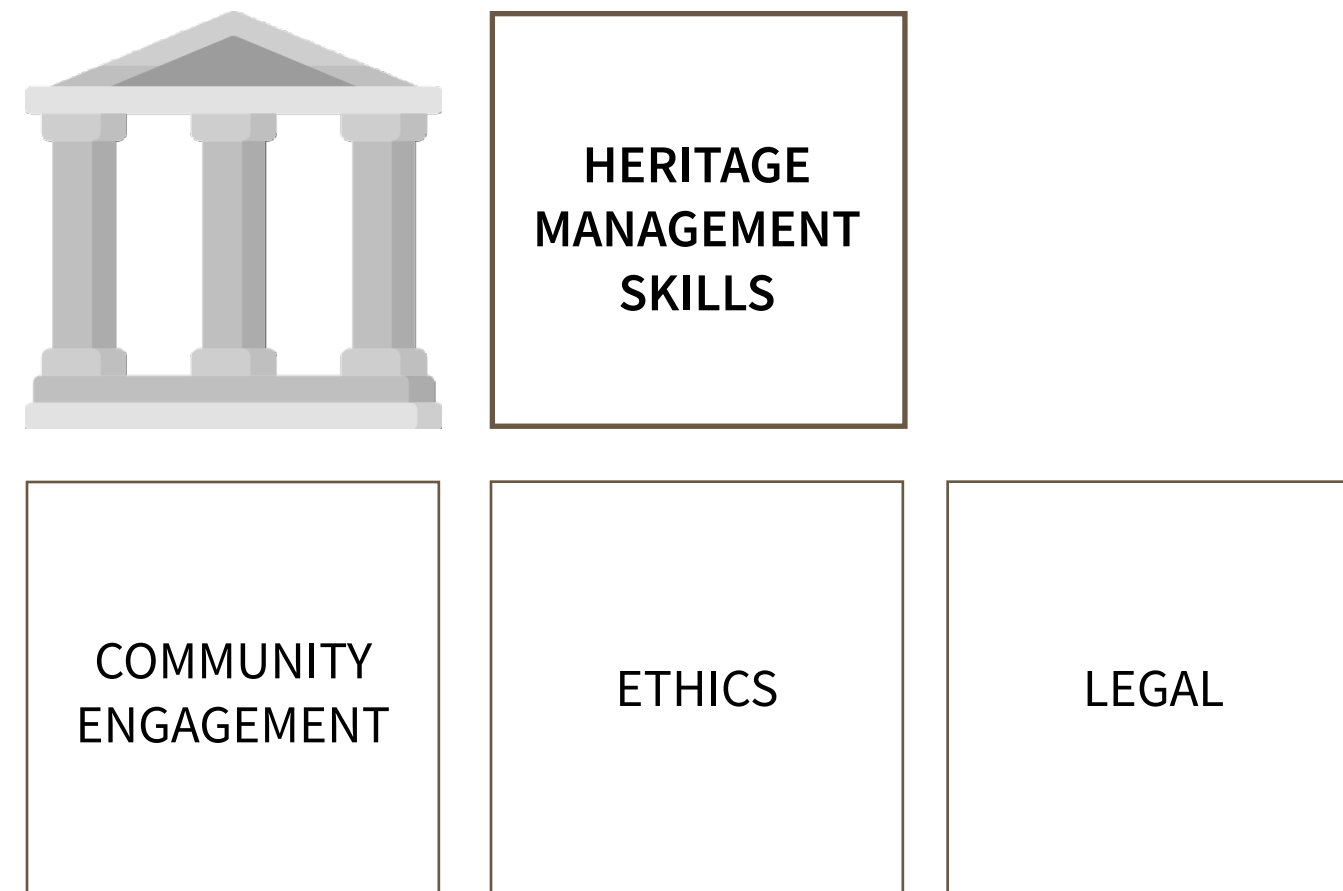 HERITAGE
MANAGEMENT
SKILLS
COMMUNITY
ENGAGEMENT
ETHICS
LEGAL